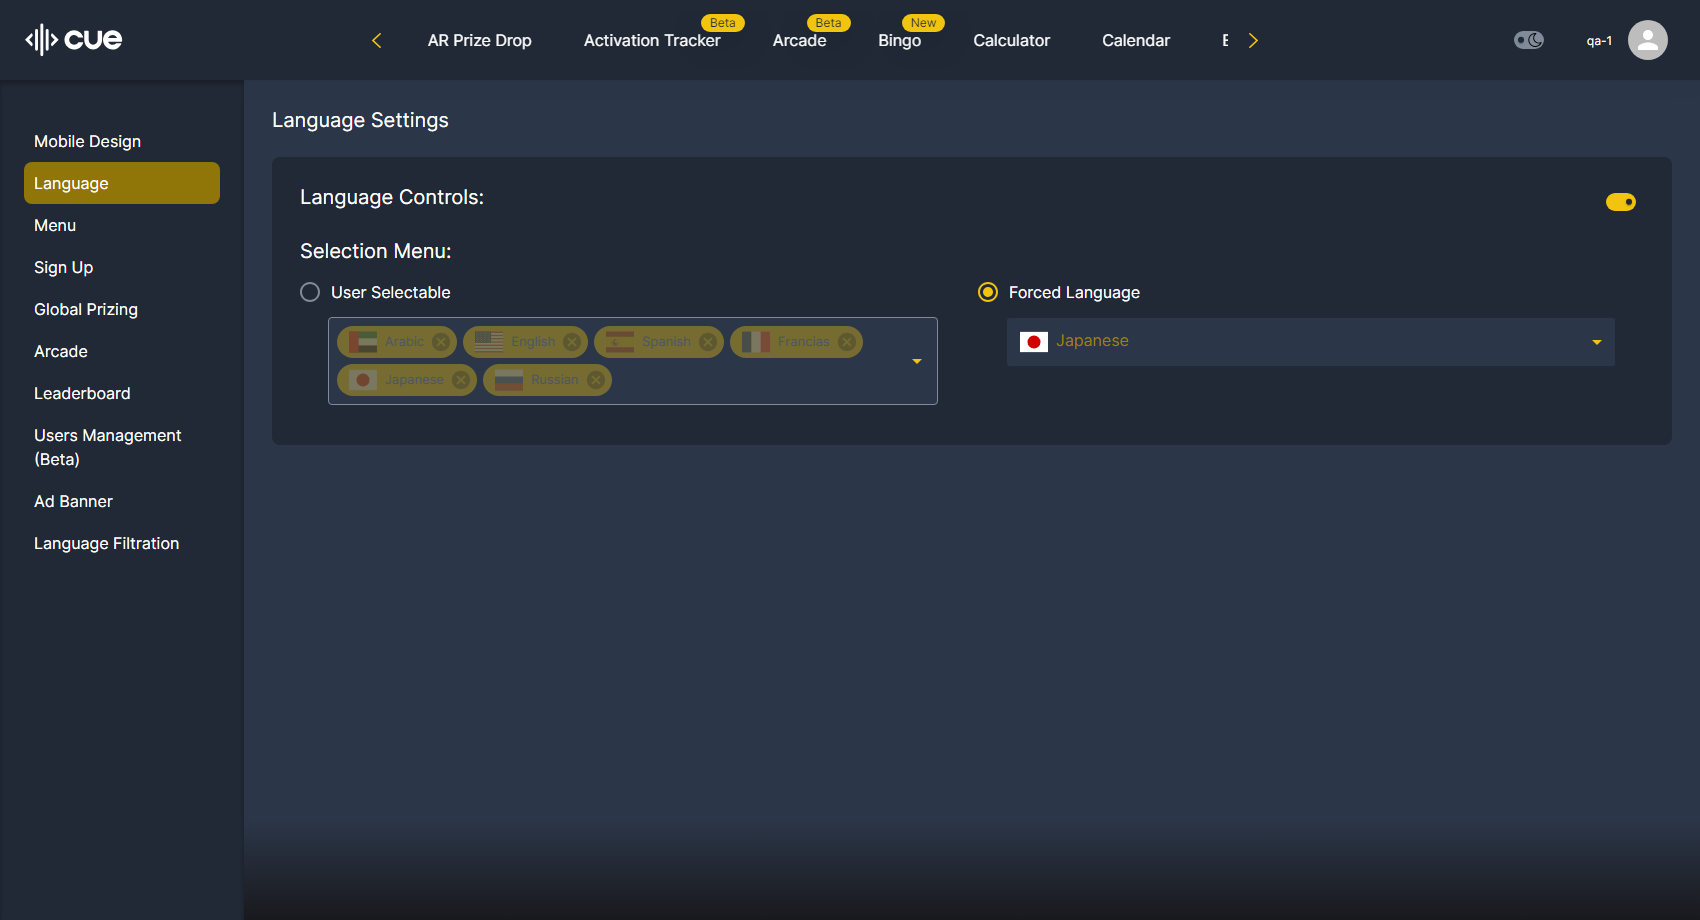 cue
AR Prize Drop
Activation Tracker
Beta
Arcade
Beta
Bingo
New
Calculator
Calendar
qa-1
Mobile Design
Language
Menu
Sign Up
Global Prizing
Arcade
Leaderboard
Users Management
(Beta)
Ad Banner
Language Filtration
Language Settings
Language Controls:
Selection Menu:
User Selectable
Arabic
English
Spanish
Francias
Japanese
Russian
Forced Language
Japanese